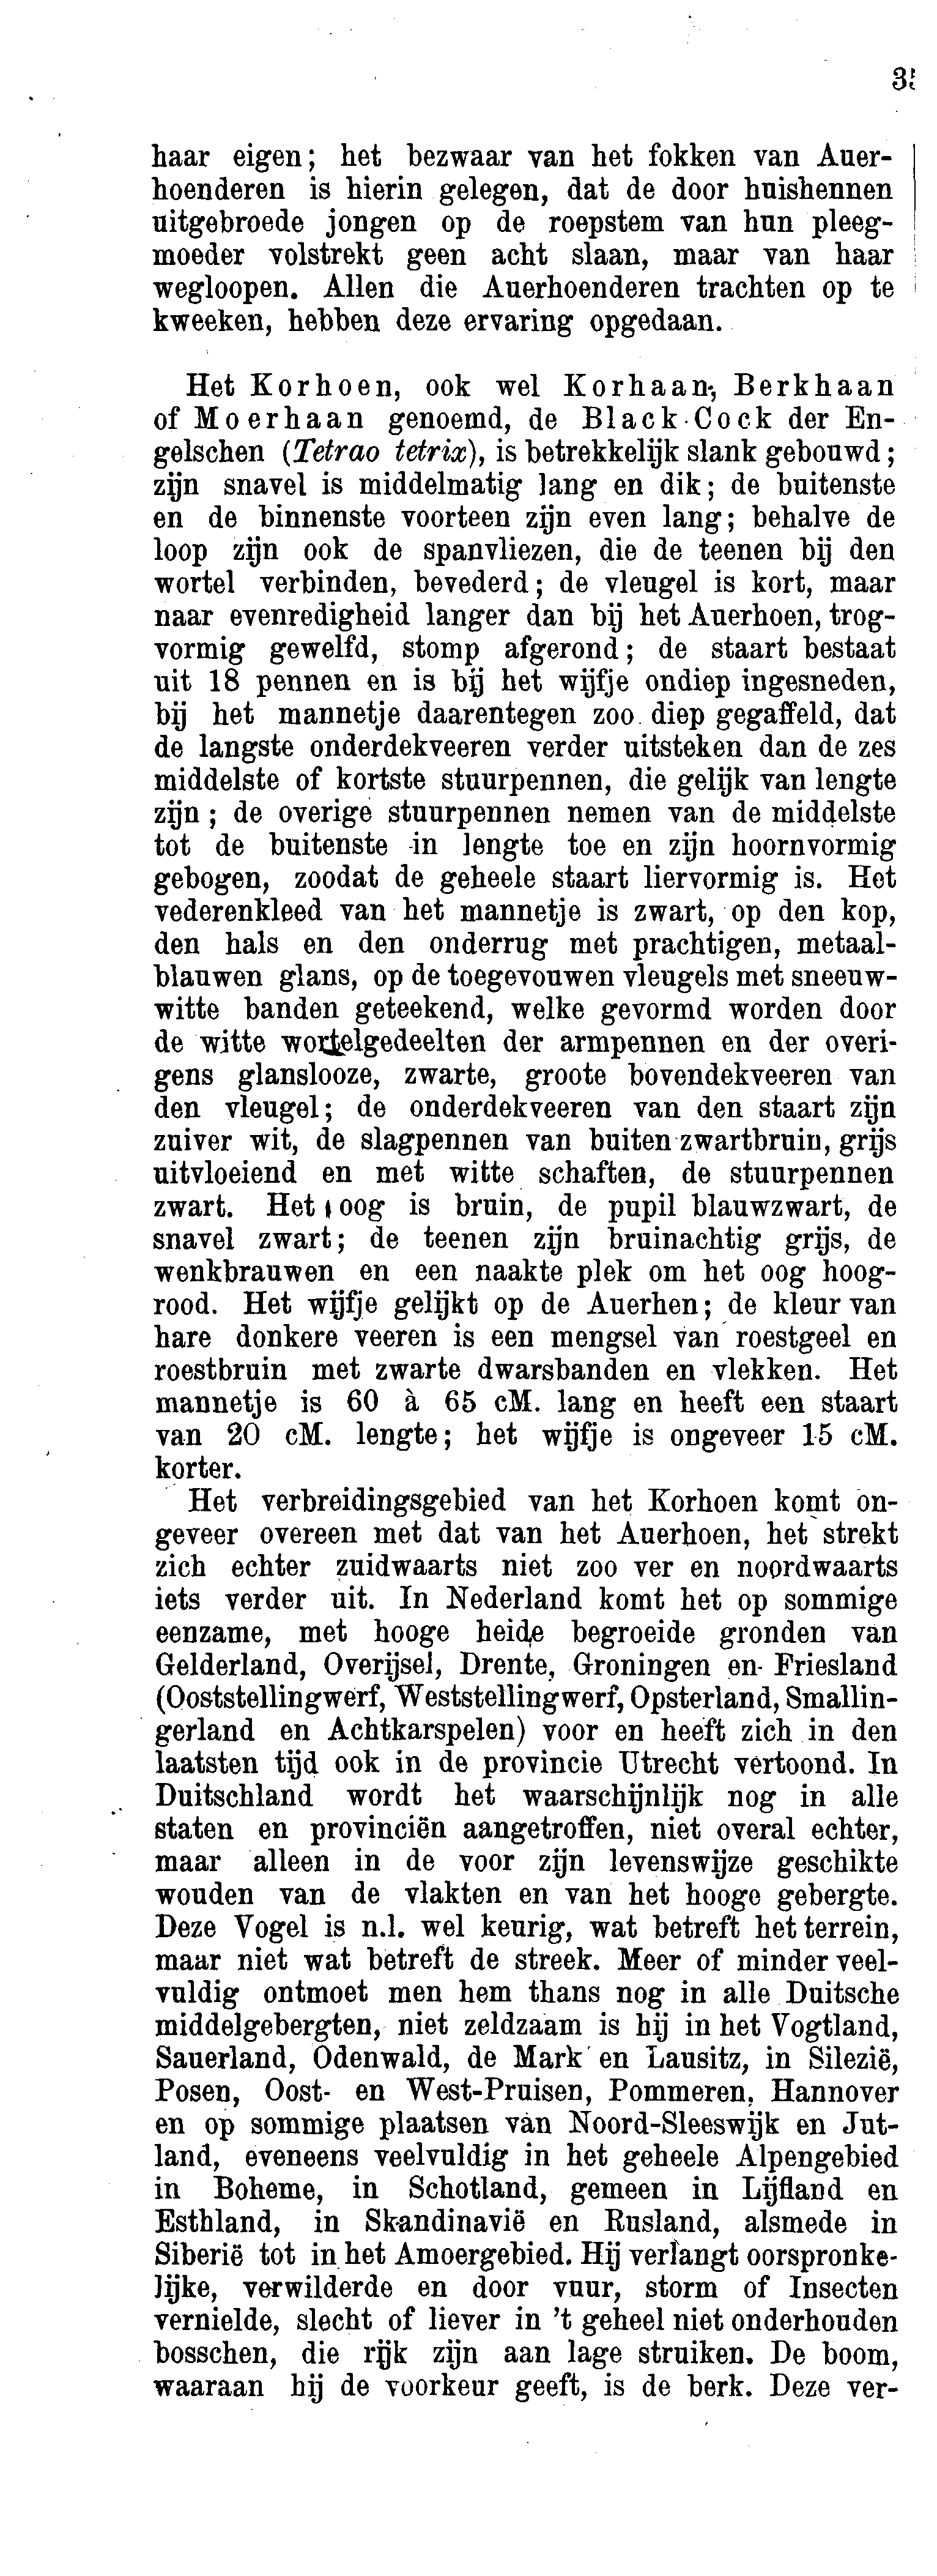 haar eigen; het bezwaar van het fokken van Auer-
hoenderen is hierin gelegen, dat de door huishennen
uitgebroede jongen op de roepstem van hun pleeg-
moeder volstrekt geen acht slaan, maar van haar
wegloopen. Allen die Auerhoenderen trachten op te
kweeken, hebben deze ervaring opgedaan.
Het Korhoen, ook wel Korhaan, Berkhaan
of Moerhaan genoemd, de Black Cock der En-
gelschen (Tetrao tetrix), is betrekkelijk slank gebouwd;
zijn snavel is middelmatig lang en dik; de buitenste
en de binnenste voorteen zijn even lang; behalve de
loop zijn ook de spanvliezen, die de teenen bij den
wortel verbinden, bevederd; de vleugel is kort, maar
naar evenredigheid langer dan bij het Auerhoen, trog-
vormig gewelfd, stomp afgerond; de staart bestaat
uit 18 pennen en is bij het wijfje ondiep ingesneden,
bij het mannetje daarentegen zoo diep gegaffeld, dat
de langste onderdekveeren verder uitsteken dan de zes
middelste of kortste stuurpennen, die gelijk van lengte
zijn; de overige stuurpennen nemen van de middelste
tot de buitenste in lengte toe en zijn hoornvormig
gebogen, zoodat de geheele staart liervormig is. Het
vederenkleed van het mannetje is zwart, op den kop,
den hals en den onderrug met prachtigen, metaal-
blauwen glans, op de toegevouwen vleugels met sneeuw-
witte banden geteekend, welke gevormd worden door
de witte wortelgedeelten der armpennen en der overi-
gens glanslooze, zwarte, groote bovendekveeren van
den vleugel; de onderdekveeren van den staart zijn
zuiver wit, de slagpennen van buiten zwartbruin, grijs
uitvloeiend en met witte schaften, de stuurpennen
zwart. Het oog is bruin, de pupil blauwzwart, de
snavel zwart; de teenen zijn bruinachtig grijs, de
wenkbrauwen en een naakte plek om het oog hoog-
rood. Het wijfje gelijkt op de Auerhen; de kleur van
hare donkere veeren is een mengsel van roestgeel en
roestbruin met zwarte dwarsbanden en vlekken. Het
mannetje is 60 à 65 cM. lang en heeft een staart
van 20 cM. lengte; het wijfje is ongeveer 15 cM.
korter.
Het verbreidingsgebied van het Korhoen komt on-
geveer overeen met dat van het Auerhoen, het strekt
zich echter zuidwaarts niet zoo ver en noordwaarts
iets verder uit. In Nederland komt het op sommige
eenzame, met hooge heide begroeide gronden van
Gelderland, Overijsel, Drente, Groningen en Friesland
(Ooststellingwerf, Weststellingwerf, Opsterland, Smallin-
gerland en Achtkarspelen) voor en heeft zich in den
laatsten tijd ook in de provincie Utrecht vertoond. In
Duitschland wordt het waarschijnlijk nog in alle
staten en provinciën aangetroffen, niet overal echter,
maar alleen in de voor zijn levenswijze geschikte
wouden van de vlakten en van het hooge gebergte.
Deze Vogel is n.l. wel keurig, wat betreft het terrein,
maar niet wat betreft de streek. Meer of minder veel-
vuldig ontmoet men hem thans nog in alle Duitsche
middelgebergten, niet zeldzaam is hij in het Vogtland,
Sauerland, Odenwald, de Mark en Lausitz, in Silezië,
Posen, Oost- en West-Pruisen, Pommeren, Hannover
en op sommige plaatsen van Noord-Sleeswijk en Jut-
land, eveneens veelvuldig in het geheele Alpengebied
in Boheme, in Schotland, gemeen in Lijfland en
Esthland, in Skandinavië en Rusland, alsmede in
Siberië tot in het Amoergebied. Hij verlangt oorspronke-
lijke, verwilderde en door vuur, storm of Insecten
vernielde, slecht of liever in 't geheel niet onderhouden
bosschen, die rijk zijn aan lage struiken. De boom,
waaraan hij de voorkeur geeft, is de berk. Deze ver-